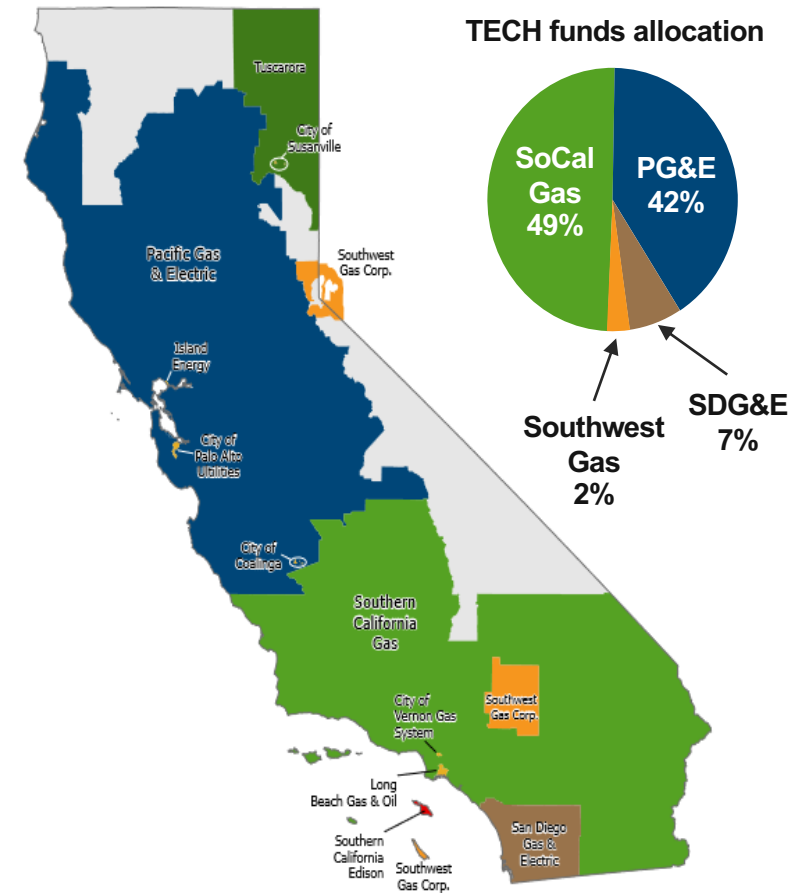 TECH funds allocation
SoCal
Gas
49%
PG&E
42%
Southwest
Gas
2%
SDG&E
7%
Tuscarora
City of
Susanville
Pacific Gas
& Electric
Southwest
Gas Corp.
Island
Energy
City of
Palo Alto
Ultilities
City of
Coalinga
Southern
California
Gas
City of
Vernon Gas
System
Southwest
Gas Corp.
Long
Beach Gas & Oil
Southern
California
Edison
Southwest
Gas Corp.
San Diego
Gas &
Electric